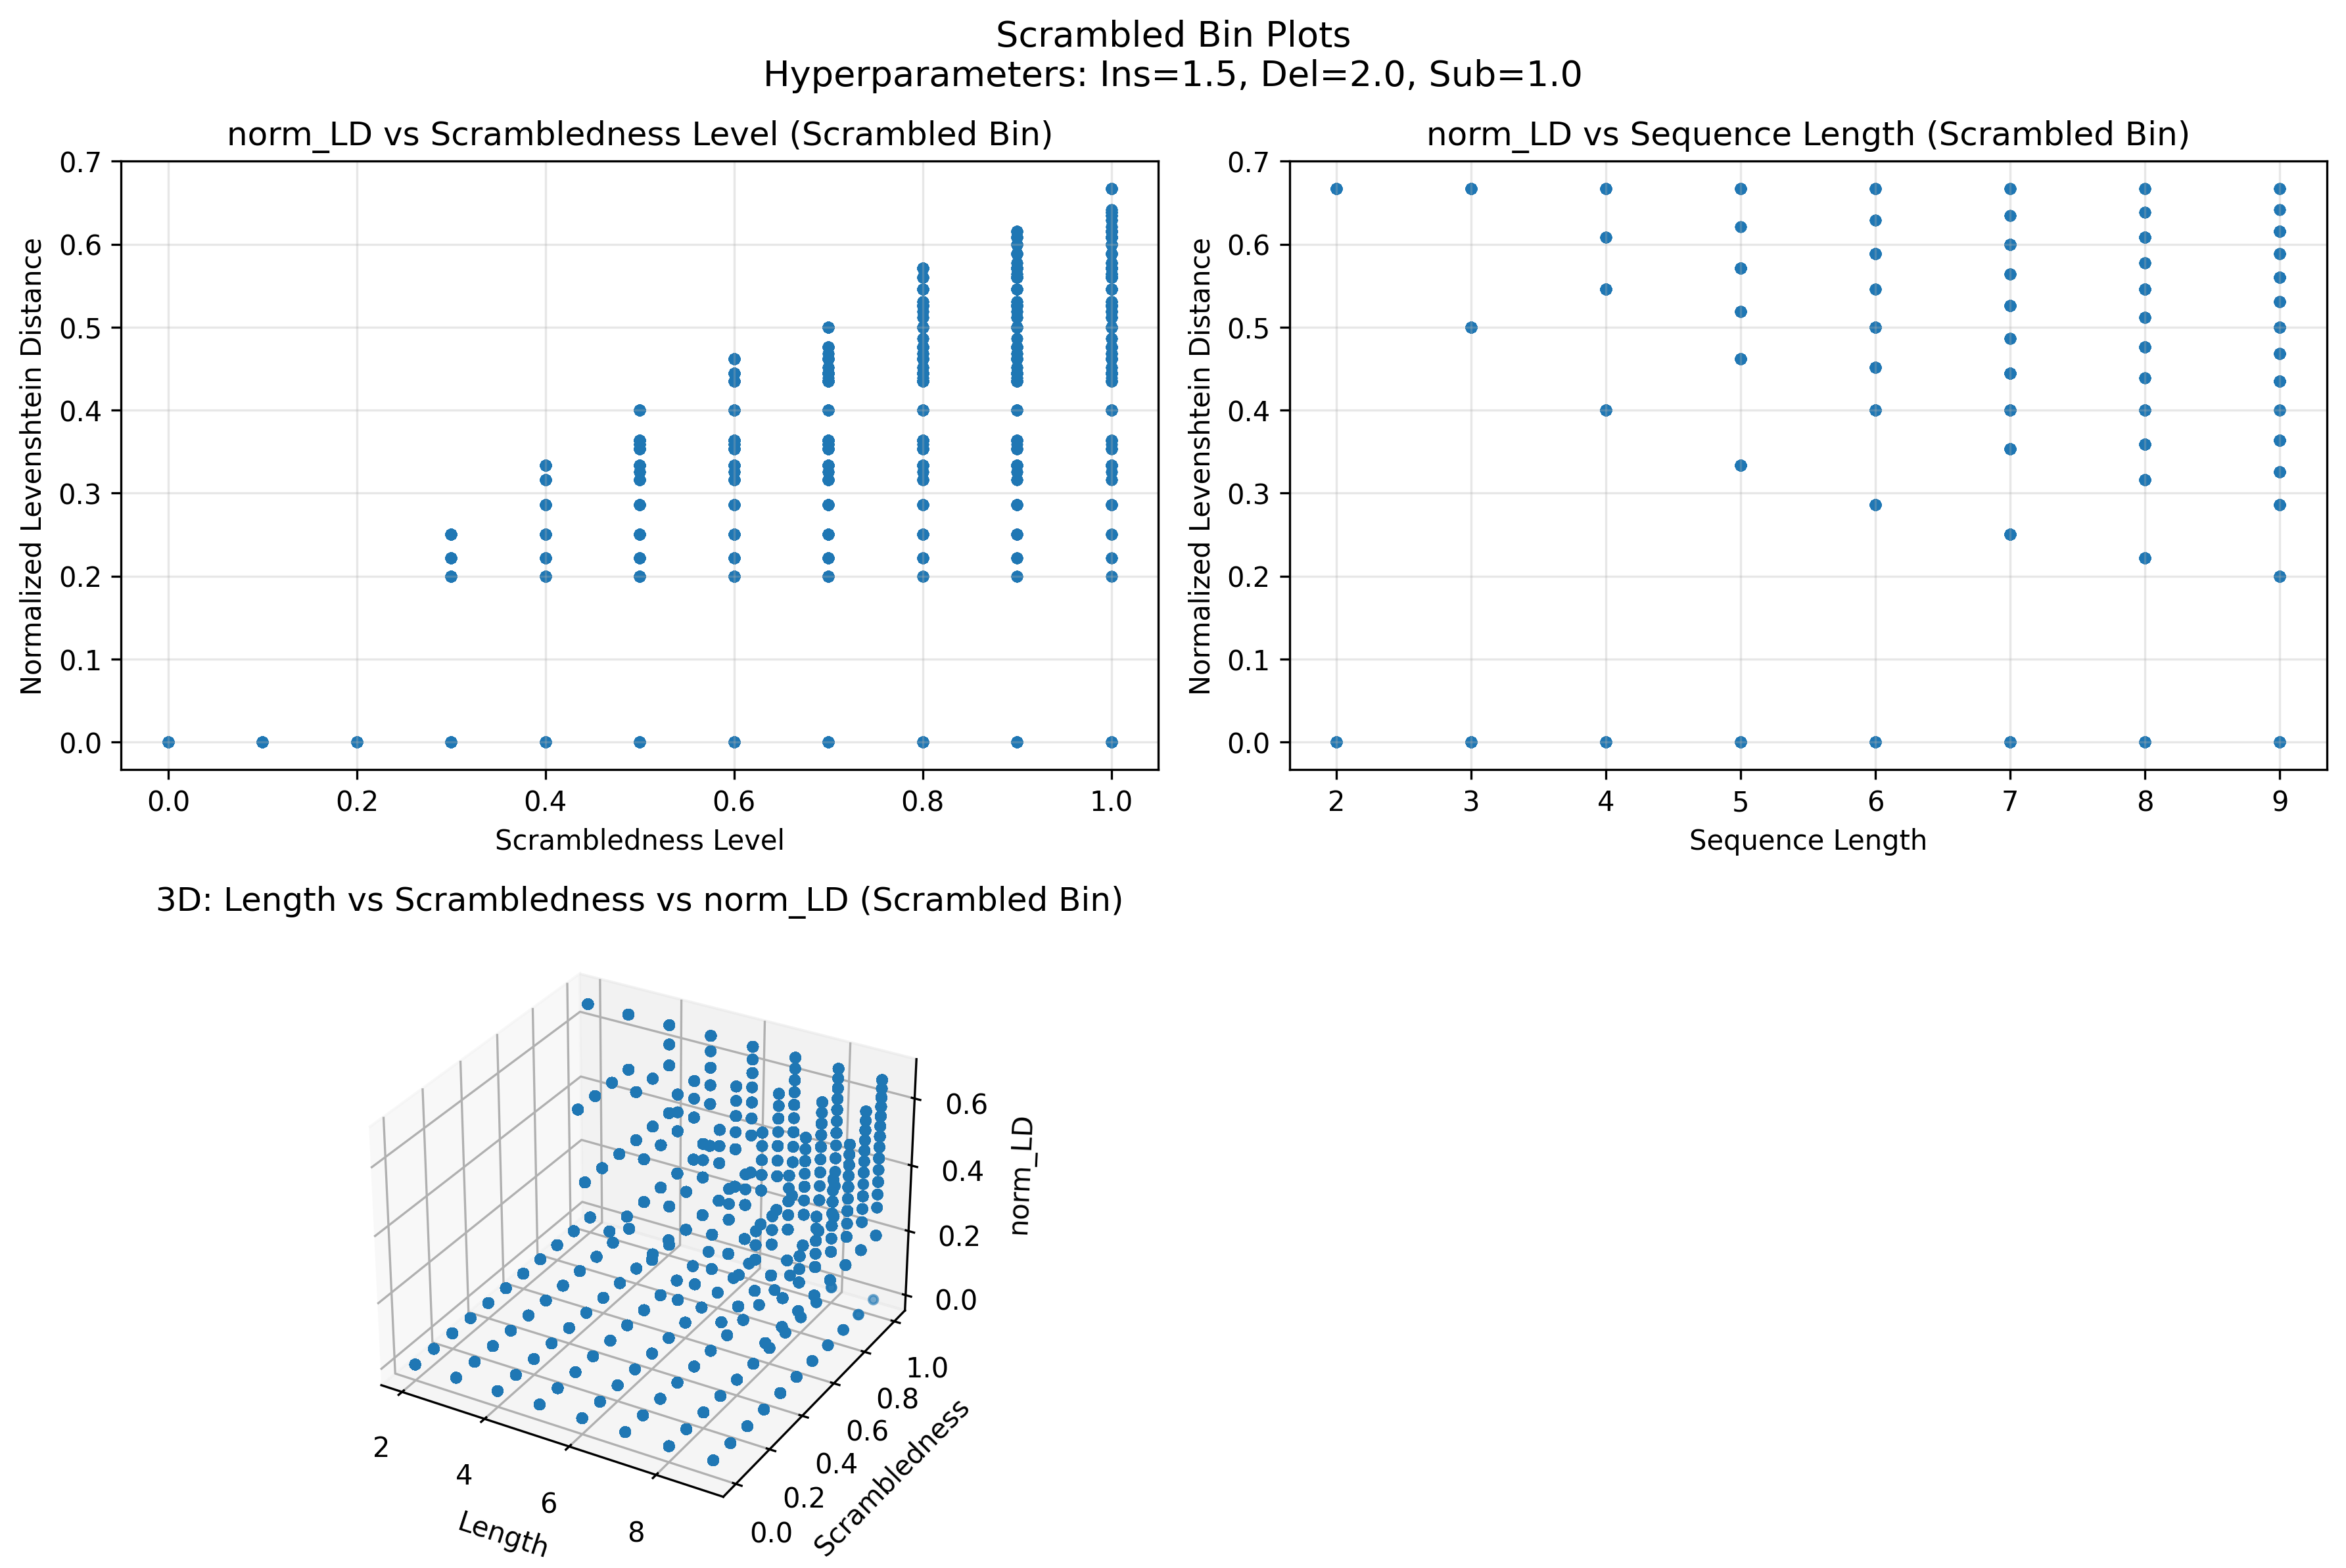 Scrambled Bin Plots
Hyperparameters: Ins=1.5, Del=2.0, Sub=1.0
norm_LD vs Scrambledness Level (Scrambled Bin)
Normalized Levenshtein Distance
0.7
0.6
0.5
0.4
0.3
0.2
0.1
0.0
0.0 0.2 0.4 0.6 0.8 1.0
Scrambledness Level
norm_LD vs Sequence Length (Scrambled Bin)
Normalized Levenshtein Distance
0.7
0.6
0.5
0.4
0.3
0.2
0.1
0.0
2 3 4 5 6 7 8 9
Sequence Length
3D: Length vs Scrambledness vs norm_LD (Scrambled Bin)
norm_LD
0.6
0.4
0.2
0.0
1.0
0.8
0.6
0.4
0.2
0.0
Scrambledness
2
4
6
8
Length